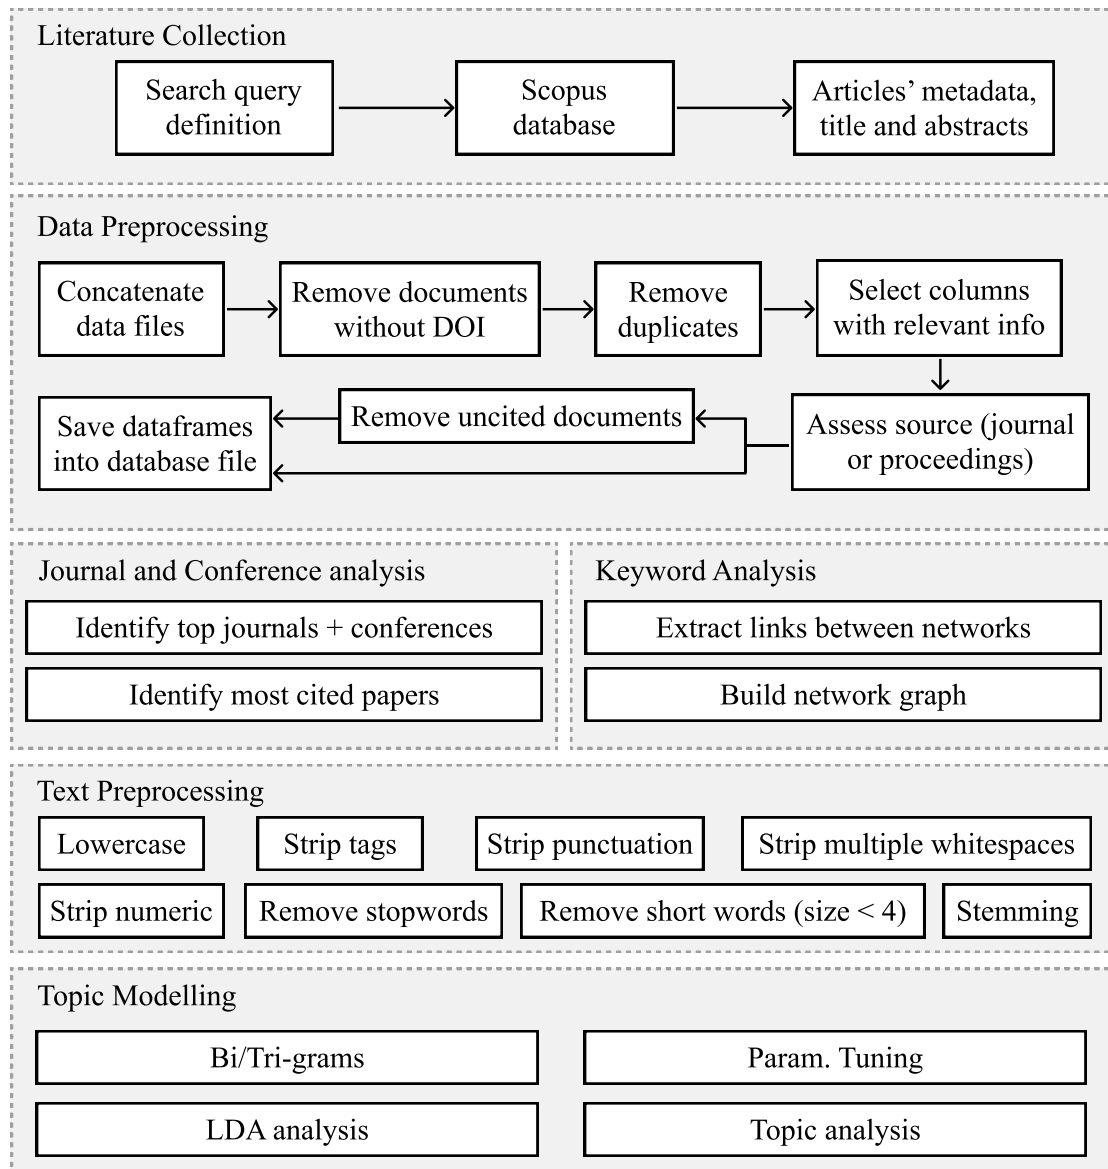 Literature Collection
Search query
definition
Scopus
database
Articles’ metadata,
title and abstracts
Data Preprocessing
Concatenate
data files
Remove documents
without DOI
Remove
duplicates
Select columns
with relevant info
Save dataframes
into database file
Remove uncited documents
Assess source (journal
or proceedings)
Journal and Conference analysis
Identify top journals + conferences
Identify most cited papers
Keyword Analysis
Extract links between networks
Build network graph
Text Preprocessing
Lowercase
Strip tags
Strip punctuation
Strip multiple whitespaces
Strip numeric
Remove stopwords
Remove short words (size < 4)
Stemming
Topic Modelling
Bi/Tri-grams
Param. Tuning
LDA analysis
Topic analysis